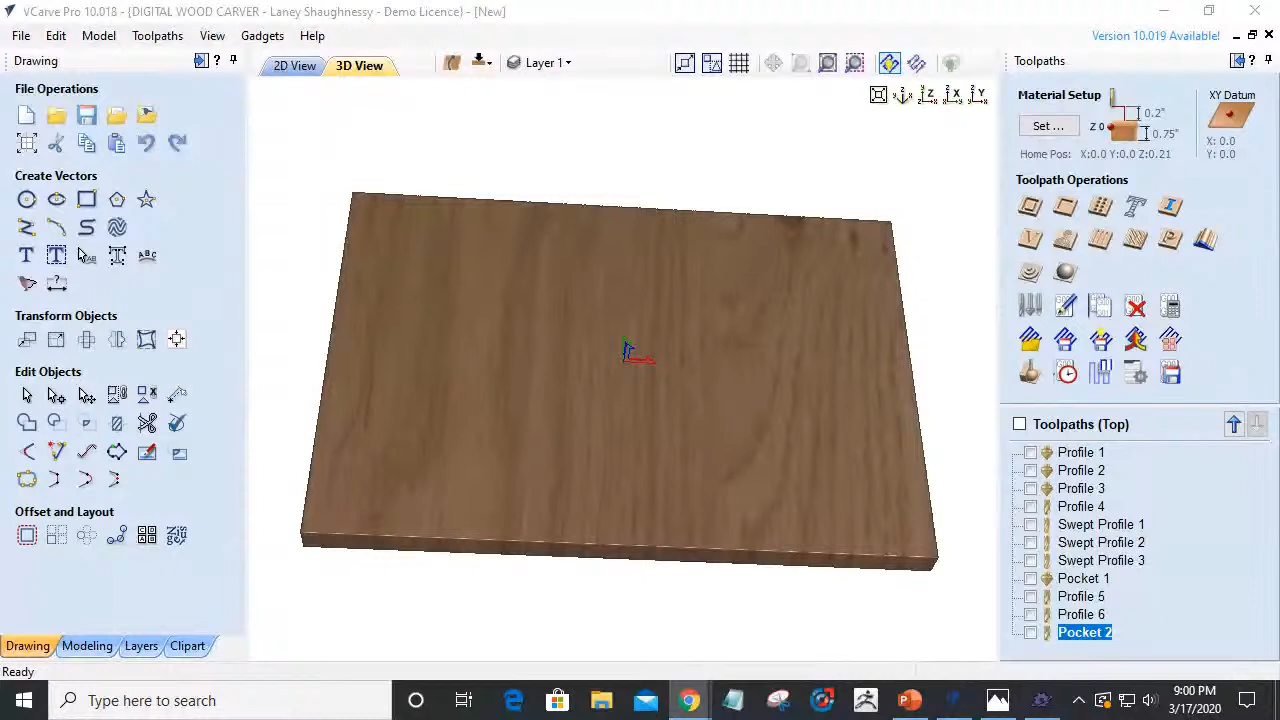 VCarve Pro 10.018 - {DIGITAL WOOD CARVER - Laney Shaughnessy - Demo Licence} - [New]
File Edit Model Toolpaths View Gadgets Help
Version 10.019 Available!
Drawing
2D View 3D View
Layer 1
Toolpaths
File Operations
Create Vectors
Transform Objects
Edit Objects
Offset and Layout
Drawing Modeling Layers Clipart
Z X Y
Material Setup
Set ...
Z 0
0.2"
0.75"
XY Datum
X: 0.0
Y: 0.0
Home Pos: X:0.0 Y:0.0 Z:0.21
Toolpath Operations
Toolpaths (Top)
Profile 1
Profile 2
Profile 3
Profile 4
Swept Profile 1
Swept Profile 2
Swept Profile 3
Pocket 1
Profile 5
Profile 6
Pocket 2
Ready
Type here to search
9:00 PM
3/17/2020